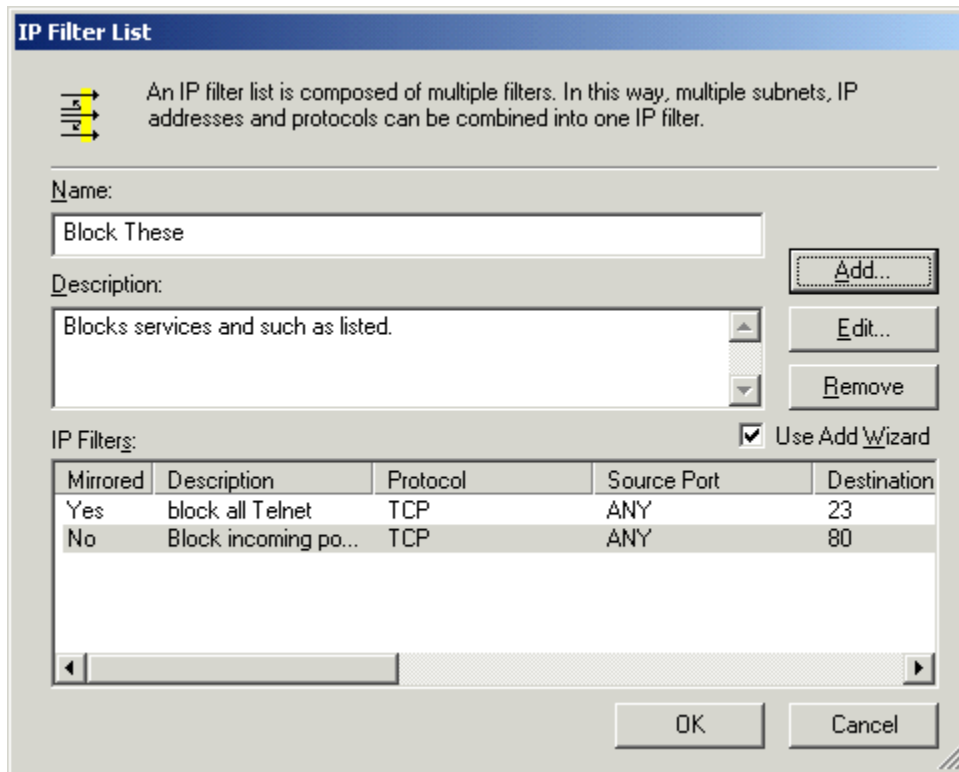 IP Filter List
An IP filter list is composed of multiple filters. In this way, multiple subnets, IP
addresses and protocols can be combined into one IP filter.
Name:
Block These
Add...
Description:
Blocks services and such as listed.
Edit...
Remove
IP Filters:
Use Add Wizard
Mirrored Description Protocol Source Port Destination
Yes block all Telnet TCP ANY 23
No Block incoming po... TCP ANY 80
OK Cancel